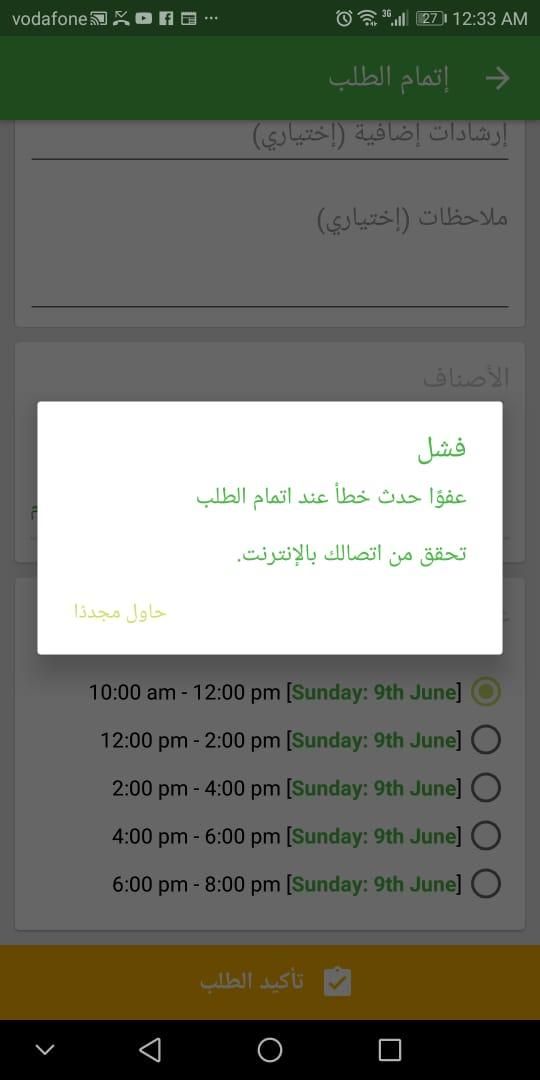 vodafone 3G 27 12:33 AM
إتمام الطلب
إرشادات إضافية (إختياري)
ملاحظات (إختياري)
الأصناف
فشل
عفوًا حدث خطأ عند اتمام الطلب
تحقق من اتصالك بالإنترنت.
حاول مجددًا
10:00 am - 12:00 pm [Sunday: 9th June]
12:00 pm - 2:00 pm [Sunday: 9th June]
2:00 pm - 4:00 pm [Sunday: 9th June]
4:00 pm - 6:00 pm [Sunday: 9th June]
6:00 pm - 8:00 pm [Sunday: 9th June]
تأكيد الطلب